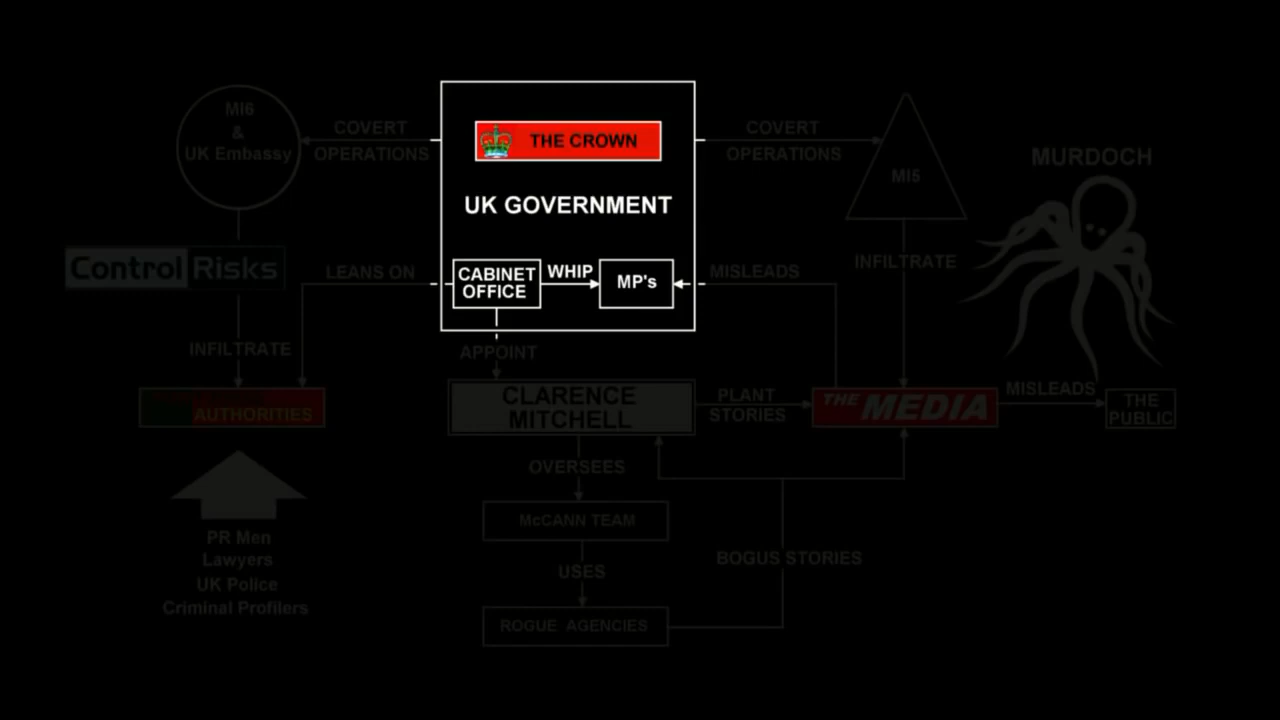 MI6
&
UK Embassy
COVERT
OPERATIONS
THE CROWN
UK GOVERNMENT
CABINET
OFFICE
WHIP
MP's
COVERT
OPERATIONS
MI5
MURDOCH
Control Risks
LEANS ON
MISLEADS
INFILTRATE
INFILTRATE
APPOINT
AUTHORITIES
CLARENCE
MITCHELL
PLANT
STORIES
THE MEDIA
MISLEADS
THE
PUBLIC
OVERSEES
McCANN TEAM
PR Men
Lawyers
UK Police
Criminal Profilers
USES
BOGUS STORIES
ROGUE AGENCIES